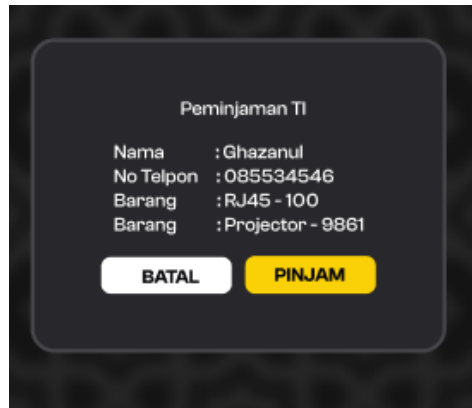 Peminjaman TI
Nama : Ghazanul
No Telpon : 085534546
Barang : RJ45 - 100
Barang : Projector - 9861
BATAL PINJAM